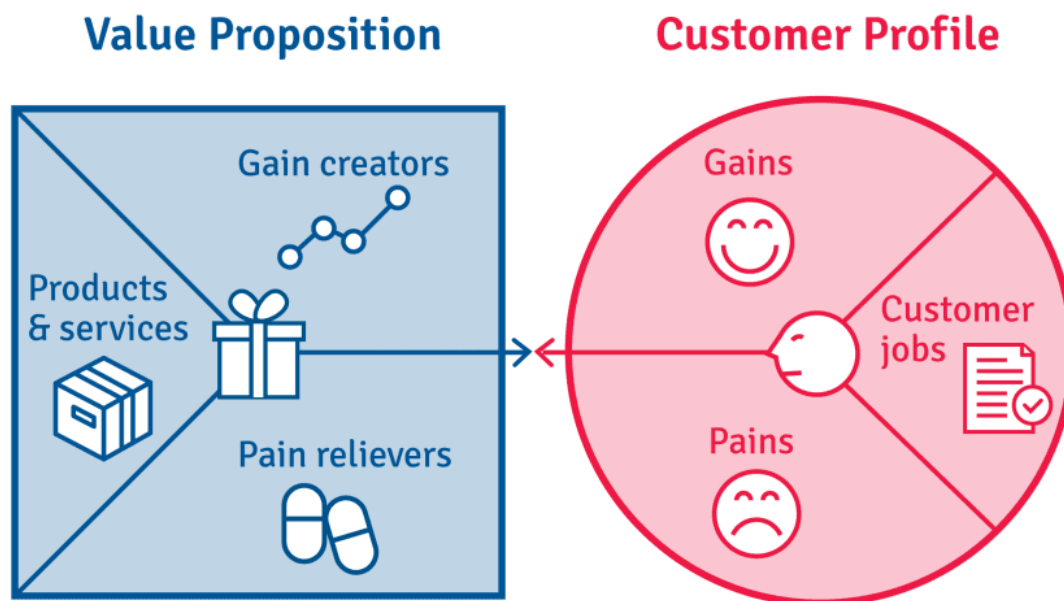 Value Proposition
Customer Profile
Gain creators
Products
& services
Pain relievers
Gains
Customer
jobs
Pains